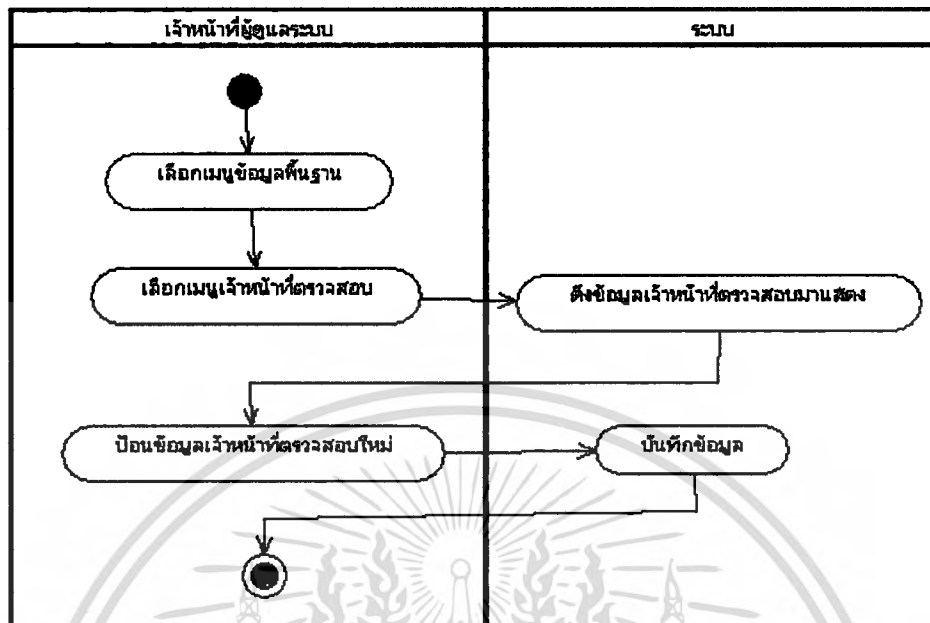 เจ้าหน้าที่ผู้ดูแลระบบ
ระบบ
เลือกเมนูข้อมูลพื้นฐาน
เลือกเมนูเจ้าหน้าที่ตรวจสอบ
ดึงข้อมูลเจ้าหน้าที่ตรวจสอบมาแสดง
ป้อนข้อมูลเจ้าหน้าที่ตรวจสอบใหม่
บันทึกข้อมูล